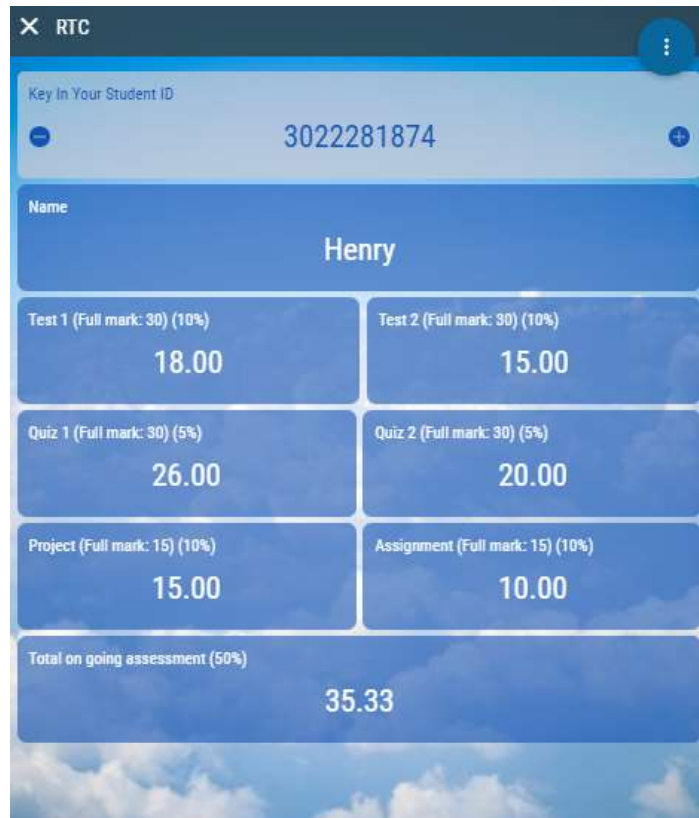 RTC
Key In Your Student ID
3022281874
Name
Henry
Test 1 (Full mark: 30) (10%)
18.00
Test 2 (Full mark: 30) (10%)
15.00
Quiz 1 (Full mark: 30) (5%)
26.00
Quiz 2 (Full mark: 30) (5%)
20.00
Project (Full mark: 15) (10%)
15.00
Assignment (Full mark: 15) (10%)
10.00
Total on going assessment (50%)
35.33